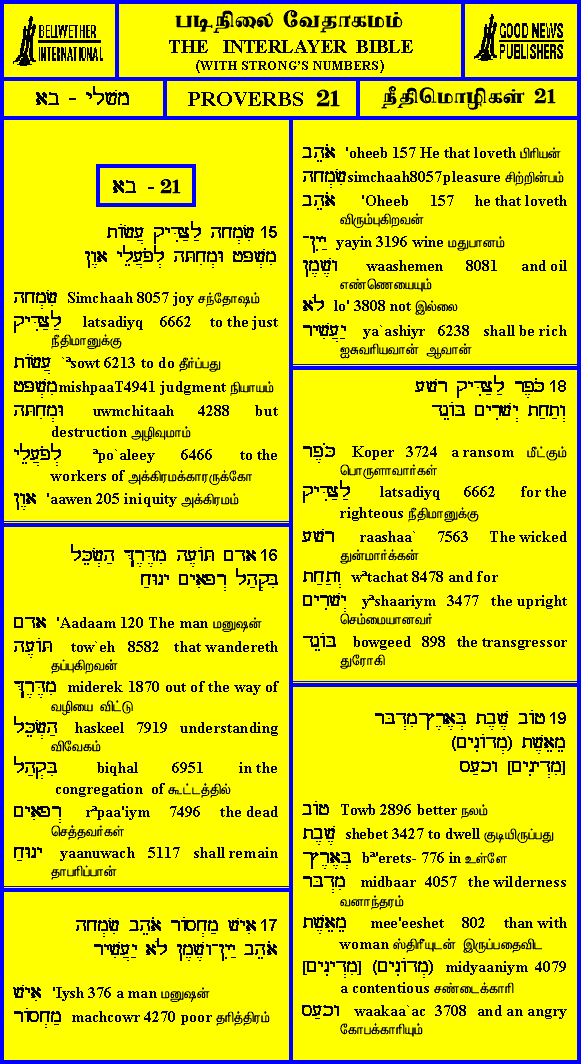 BELLWETHER
INTERNATIONAL
படிநிலை வேதாகமம்
THE INTERLAYER BIBLE
(WITH STRONG'S NUMBERS)
GOOD NEWS
PUBLISHERS
משלי - בא
PROVERBS 21
நீதிமொழிகள் 21
בא - 21
15 שִׂמְחָה לַצַּדִּיק עֲשׂוֹת
מִשְׁפָּט וּמְחִתָּה לְפֹעֲלֵי אָוֶן
שִׂמְחָה Simchaah 8057 joy சந்தோஷம்
לַצַּדִּיק latsadiyq 6662 to the just
நீதிமானுக்கு
עֲשׂוֹת `ªsowt 6213 to do தீர்ப்பது
מִשְׁפָּט mishpaaT4941 judgment நியாயம்
וּמְחִתָּה uwmchitaah 4288 but
destruction அழிவுமாம்
לְפֹעֲלֵי ªpo`aleey 6466 to the
workers of அக்கிரமக்காரருக்கோ
אָוֶן 'aawen 205 iniquity அக்கிரமம்
16 אָדָם תּוֹעֶה מִדֶּרֶךְ הַשְׂכֵּל
בִּקְהַל רְפָאִים יָנוּחַ
אָדָם 'Aadaam 120 The man மனுஷன்
תּוֹעֶה tow`eh 8582 that wandereth
தப்புகிறவன்
מִדֶּרֶךְ miderek 1870 out of the way of
வழியை விட்டு
הַשְׂכֵּל haskeel 7919 understanding
விவேகம்
בִּקְהַל biqhal 6951 in the
congregation of கூட்டத்தில்
רְפָאִים rªpaa'iym 7496 the dead
செத்தவர்கள்
יָנוּחַ yaanuwach 5117 shall remain
தாபரிப்பான்
17 אִישׁ מַחְסוֹר אֹהֵב שִׂמְחָה
אֹהֵב יַיִן־וָשֶׁמֶן לֹא יַעֲשִׁיר
אִישׁ 'Iysh 376 a man மனுஷன்
מַחְסוֹר machcowr 4270 poor தரித்திரம்
אֹהֵב 'oheeb 157 He that loveth பிரியன்
שִׂמְחָה simchaah8057pleasure சிற்றின்பம்
אֹהֵב 'Oheeb 157 he that loveth
விரும்புகிறவன்
יַיִן־ yayin 3196 wine மதுபானம்
וָשֶׁמֶן waashemen 8081 and oil
எண்ணெயையும்
לֹא lo' 3808 not இல்லை
יַעֲשִׁיר ya`ashiyr 6238 shall be rich
ஐசுவரியவான் ஆவான்
18 כֹּפֶר לַצַּדִּיק רָשָׁע
וְתַחַת יְשָׁרִים בּוֹגֵד
כֹּפֶר Koper 3724 a ransom மீட்கும்
பொருளாவார்கள்
לַצַּדִּיק latsadiyq 6662 for the
righteous நீதிமானுக்கு
רָשָׁע raashaa` 7563 The wicked
துன்மார்க்கன்
וְתַחַת wªtachat 8478 and for
יְשָׁרִים yªshaariym 3477 the upright
செம்மையானவர்
בּוֹגֵד bowgeed 898 the transgressor
துரோகி
19 טוֹב שֶׁבֶת בְּאֶרֶץ־מִדְבָּר
מֵאֵשֶׁת (מִדְוֹנִים)
[מִדְיָנִים] וָכָעַס
טוֹב Towb 2896 better நலம்
שֶׁבֶת shebet 3427 to dwell குடியிருப்பது
בְּאֶרֶץ־ bª'erets- 776 in உள்ளே
מִדְבָּר midbaar 4057 the wilderness
வனாந்தரம்
מֵאֵשֶׁת mee'eeshet 802 than with
woman ஸ்திரீயுடன் இருப்பதைவிட
[מִדְיָנִים] (מִדְוֹנִים) midyaaniym 4079
a contentious சண்டைக்காரி
וָכָעַס waakaa`ac 3708 and an angry
கோபக்காரியும்